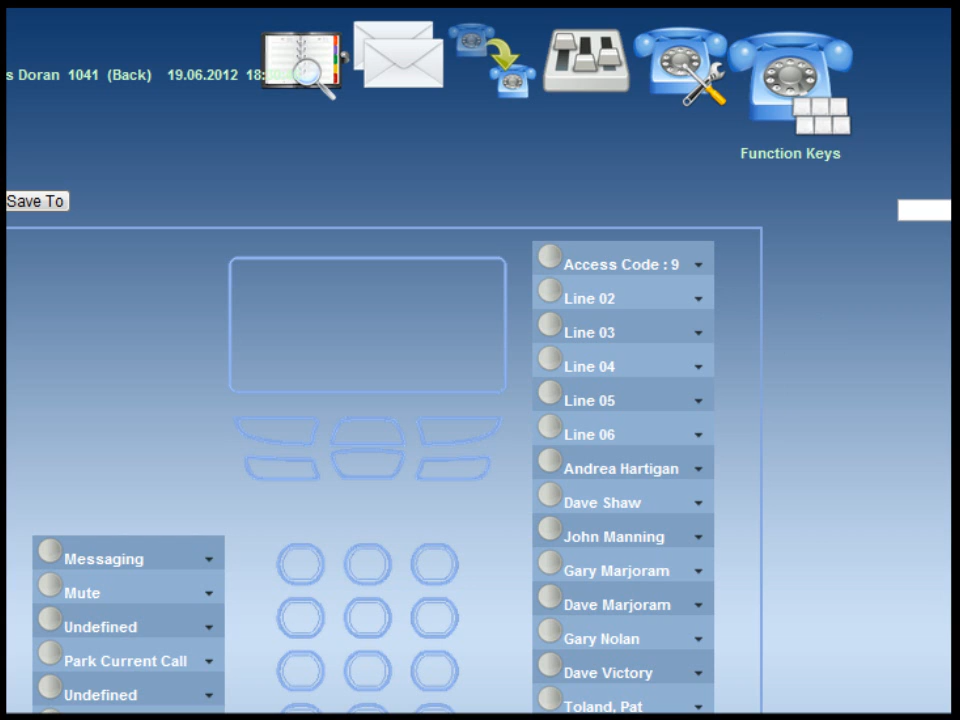 s Doran 1041 (Back) 19.06.2012 18:
Function Keys
Save To
Access Code : 9
Line 02
Line 03
Line 04
Line 05
Line 06
Andrea Hartigan
Dave Shaw
John Manning
Gary Marjoram
Dave Marjoram
Gary Nolan
Dave Victory
Toland, Pat
Messaging
Mute
Undefined
Park Current Call
Undefined